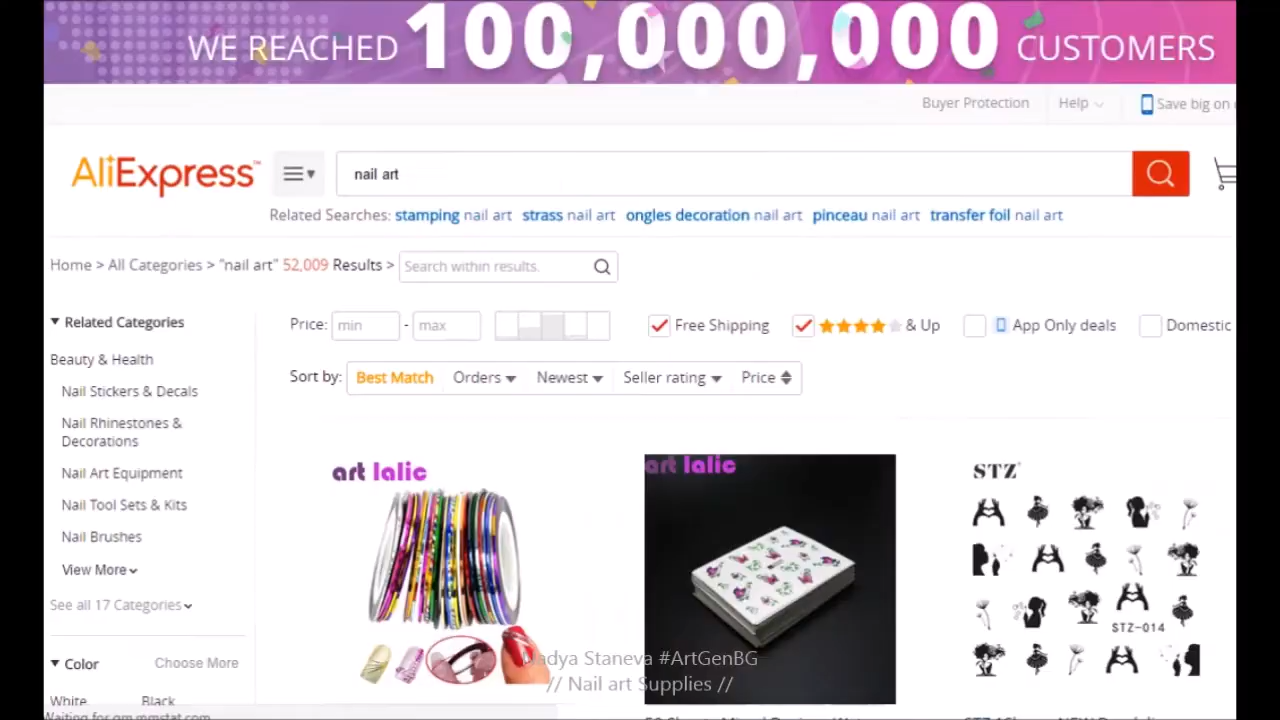 WE REACHED 100,000,000 CUSTOMERS
Buyer Protection Help Save big on
AliExpress™ nail art
Related Searches: stamping nail art strass nail art ongles decoration nail art pinceau nail art transfer foil nail art
Home > All Categories > "nail art" 52,009 Results > Search within results.
Related Categories
Beauty & Health
Nail Stickers & Decals
Nail Rhinestones &
Decorations
Nail Art Equipment
Nail Tool Sets & Kits
Nail Brushes
View More
See all 17 Categories
Color Choose More
White Black
Price: min - max Free Shipping & Up App Only deals Domestic
Sort by: Best Match Orders Newest Seller rating Price
art lalic
art lalic
STZ
STZ-014
Nadya Staneva #ArtGenBG
// Nail art Supplies //